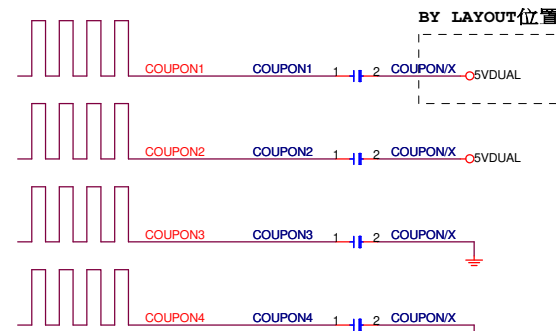 BY LAYOUT位置
COUPON1 COUPON1 1 2 COUPON/X 5VDUAL
COUPON2 COUPON2 1 2 COUPON/X 5VDUAL
COUPON3 COUPON3 1 2 COUPON/X
COUPON4 COUPON4 1 2 COUPON/X